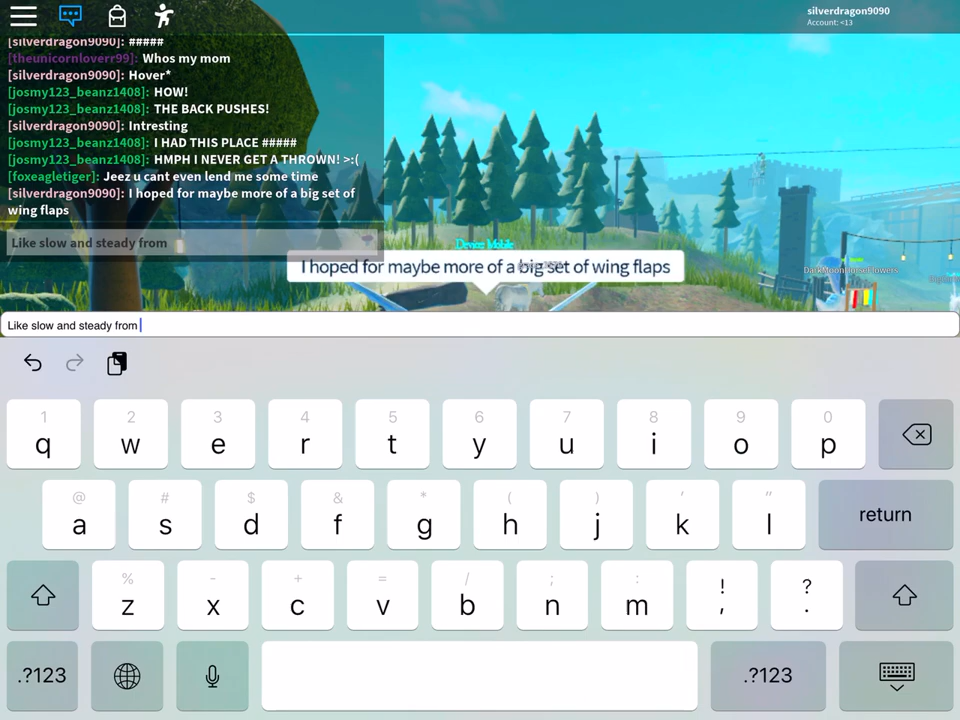 silverdragon9090
Account: <13
[silverdragon9090]: #####
[theunicornloverr99]: Whos my mom
[silverdragon9090]: Hover*
[josmy123_beanz1408]: HOW!
[josmy123_beanz1408]: THE BACK PUSHES!
[silverdragon9090]: Intresting
[josmy123_beanz1408]: I HAD THIS PLACE #####
[josmy123_beanz1408]: HMPH I NEVER GET A THROWN! >:(
[foxeagletiger]: Jeez u cant even lend me some time
[silverdragon9090]: I hoped for maybe more of a big set of
wing flaps
Like slow and steady from
Device: Mobile
I hoped for maybe more of a big set of wing flaps
Like slow and steady from
1 2 3 4 5 6 7 8 9 0
q w e r t y u i o p
@ # $ & * ( ) ' "
a s d f g h j k l return
% - + = / ; : ! ?
z x c v b n m , .
.?123 .?123